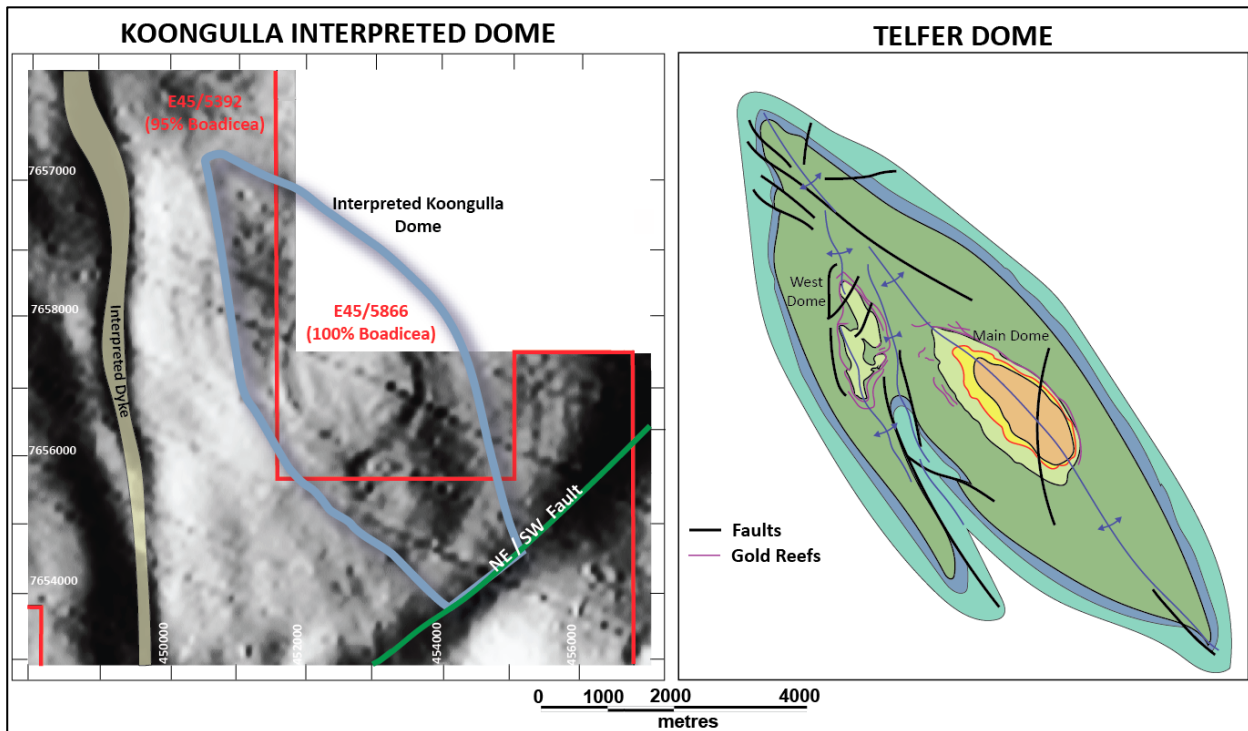 KOONGULLA INTERPRETED DOME
E45/5392
(95% Boadicea)
7657000
Interpreted Koongulla
Dome
E45/5866
(100% Boadicea)
7658000
Interpreted Dyke
7656000
NE / SW Fault
7654000
450000
452000
454000
456000
TELFER DOME
West
Dome
Main Dome
Faults
Gold Reefs
0 1000 2000 4000
metres